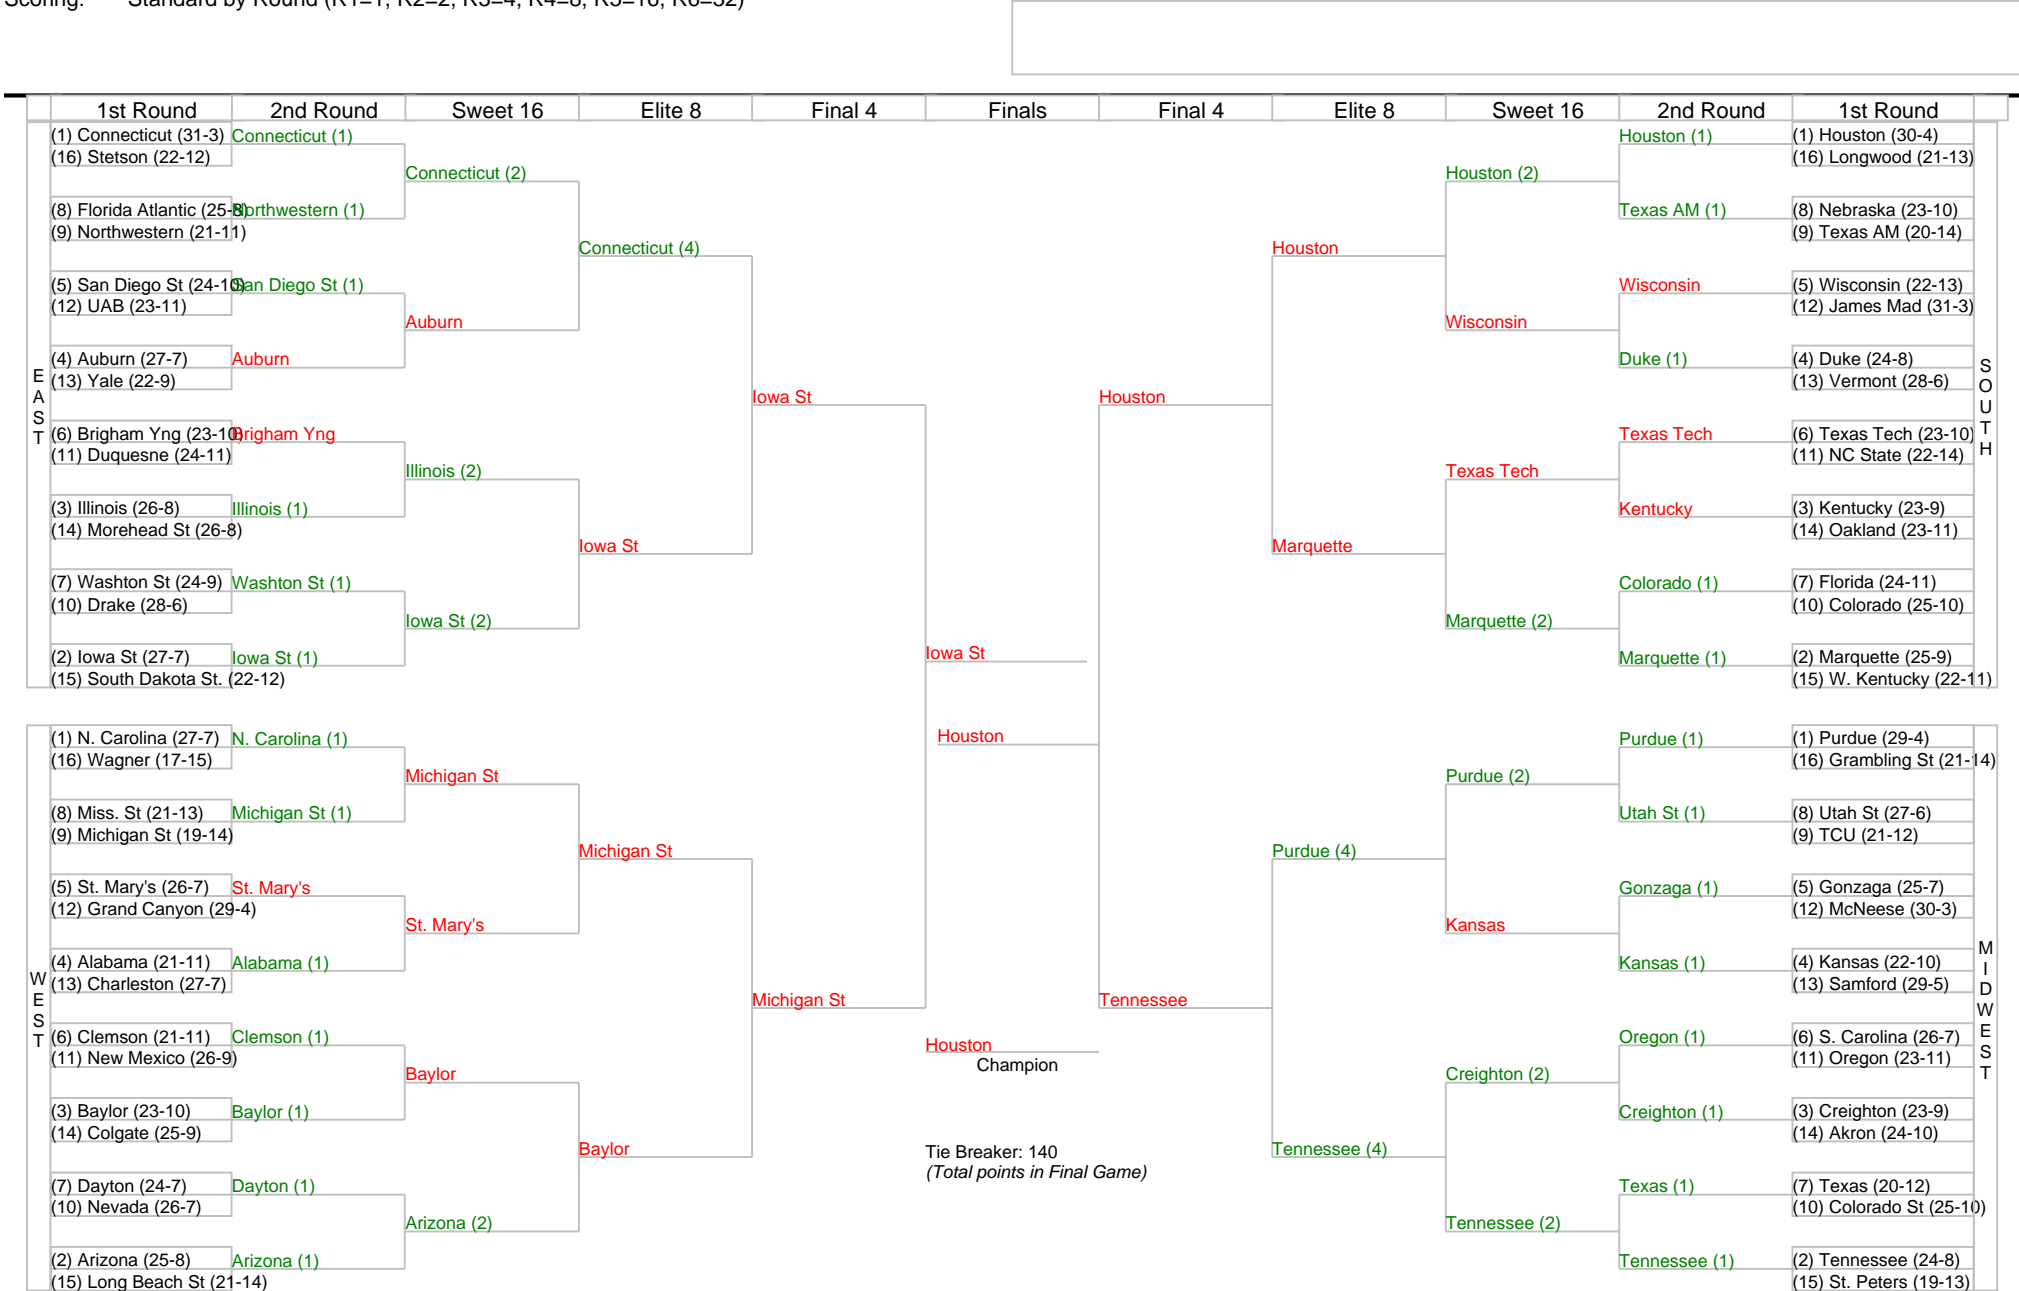 Scoring: Standard by Round (R1=1, R2=2, R3=4, R4=8, R5=16, R6=32)
1st Round 2nd Round Sweet 16 Elite 8 Final 4 Finals Final 4 Elite 8 Sweet 16 2nd Round 1st Round
EAST
(1) Connecticut (31-3)
(16) Stetson (22-12)
(8) Florida Atlantic (25-8)
(9) Northwestern (21-11)
(5) San Diego St (24-10)
(12) UAB (23-11)
(4) Auburn (27-7)
(13) Yale (22-9)
(6) Brigham Yng (23-10)
(11) Duquesne (24-11)
(3) Illinois (26-8)
(14) Morehead St (26-8)
(7) Washton St (24-9)
(10) Drake (28-6)
(2) Iowa St (27-7)
(15) South Dakota St. (22-12)
Connecticut (1)
Northwestern (1)
San Diego St (1)
Auburn
Brigham Yng
Illinois (1)
Washton St (1)
Iowa St (1)
Connecticut (2)
Auburn
Illinois (2)
Iowa St (2)
Connecticut (4)
Iowa St
Iowa St
WEST
(1) N. Carolina (27-7)
(16) Wagner (17-15)
(8) Miss. St (21-13)
(9) Michigan St (19-14)
(5) St. Mary's (26-7)
(12) Grand Canyon (29-4)
(4) Alabama (21-11)
(13) Charleston (27-7)
(6) Clemson (21-11)
(11) New Mexico (26-9)
(3) Baylor (23-10)
(14) Colgate (25-9)
(7) Dayton (24-7)
(10) Nevada (26-7)
(2) Arizona (25-8)
(15) Long Beach St (21-14)
N. Carolina (1)
Michigan St (1)
St. Mary's
Alabama (1)
Clemson (1)
Baylor (1)
Dayton (1)
Arizona (1)
Michigan St
St. Mary's
Baylor
Arizona (2)
Michigan St
Baylor
Michigan St
Iowa St
Houston
Houston
Champion
Tie Breaker: 140
(Total points in Final Game)
Houston
Tennessee
Houston
Marquette
Houston (2)
Wisconsin
Texas Tech
Marquette (2)
Houston (1)
Texas AM (1)
Wisconsin
Duke (1)
Texas Tech
Kentucky
Colorado (1)
Marquette (1)
(1) Houston (30-4)
(16) Longwood (21-13)
(8) Nebraska (23-10)
(9) Texas AM (20-14)
(5) Wisconsin (22-13)
(12) James Mad (31-3)
(4) Duke (24-8)
(13) Vermont (28-6)
(6) Texas Tech (23-10)
(11) NC State (22-14)
(3) Kentucky (23-9)
(14) Oakland (23-11)
(7) Florida (24-11)
(10) Colorado (25-10)
(2) Marquette (25-9)
(15) W. Kentucky (22-11)
SOUTH
Purdue (4)
Tennessee (4)
Purdue (2)
Kansas
Creighton (2)
Tennessee (2)
Purdue (1)
Utah St (1)
Gonzaga (1)
Kansas (1)
Oregon (1)
Creighton (1)
Texas (1)
Tennessee (1)
(1) Purdue (29-4)
(16) Grambling St (21-14)
(8) Utah St (27-6)
(9) TCU (21-12)
(5) Gonzaga (25-7)
(12) McNeese (30-3)
(4) Kansas (22-10)
(13) Samford (29-5)
(6) S. Carolina (26-7)
(11) Oregon (23-11)
(3) Creighton (23-9)
(14) Akron (24-10)
(7) Texas (20-12)
(10) Colorado St (25-10)
(2) Tennessee (24-8)
(15) St. Peters (19-13)
MIDWEST